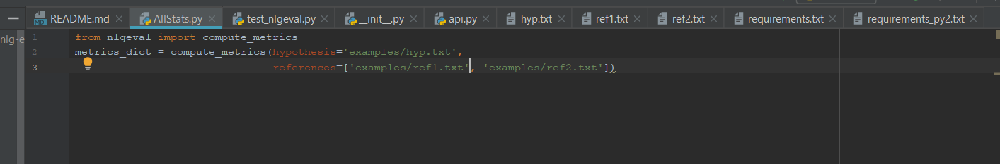 README.md AllStats.py test_nlgeval.py __init__.py api.py hyp.txt ref1.txt ref2.txt requirements.txt requirements_py2.txt
nlg-e
1 from nlgeval import compute_metrics
2 metrics_dict = compute_metrics(hypothesis='examples/hyp.txt',
3 references=['examples/ref1.txt', 'examples/ref2.txt'])